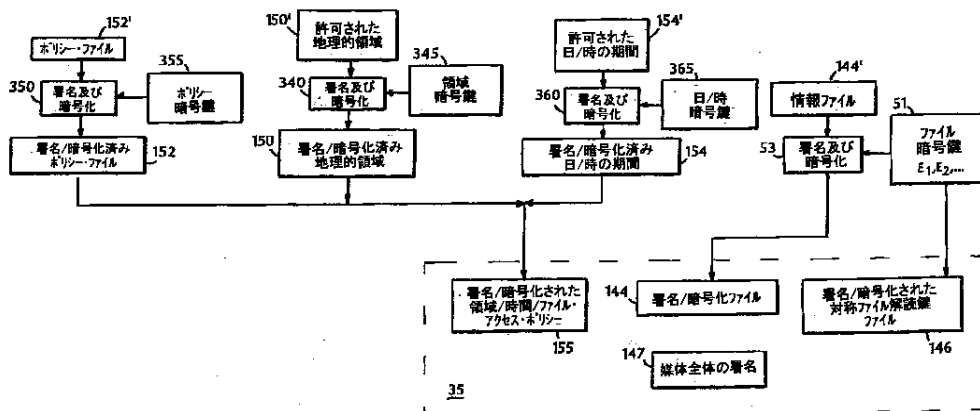 152'
ポリシー・ファイル
350
署名及び
暗号化
355
ポリシー
暗号鍵
署名/暗号化済み
ポリシー・ファイル
152
150'
許可された
地理的領域
340
署名及び
暗号化
345
領域
暗号鍵
150
署名/暗号化済み
地理的領域
154'
許可された
日/時の期間
360
署名及び
暗号化
365
日/時
暗号鍵
署名/暗号化済み
日/時の期間
154
144'
情報ファイル
53
署名及び
暗号化
51
ファイル
暗号鍵
E1,E2,...
署名/暗号化された
領域/時間/ファイル・
アクセス・ポリシー
155
144
署名/暗号化ファイル
署名/暗号化された
対称ファイル解読鍵
ファイル
146
147
媒体全体の署名
35